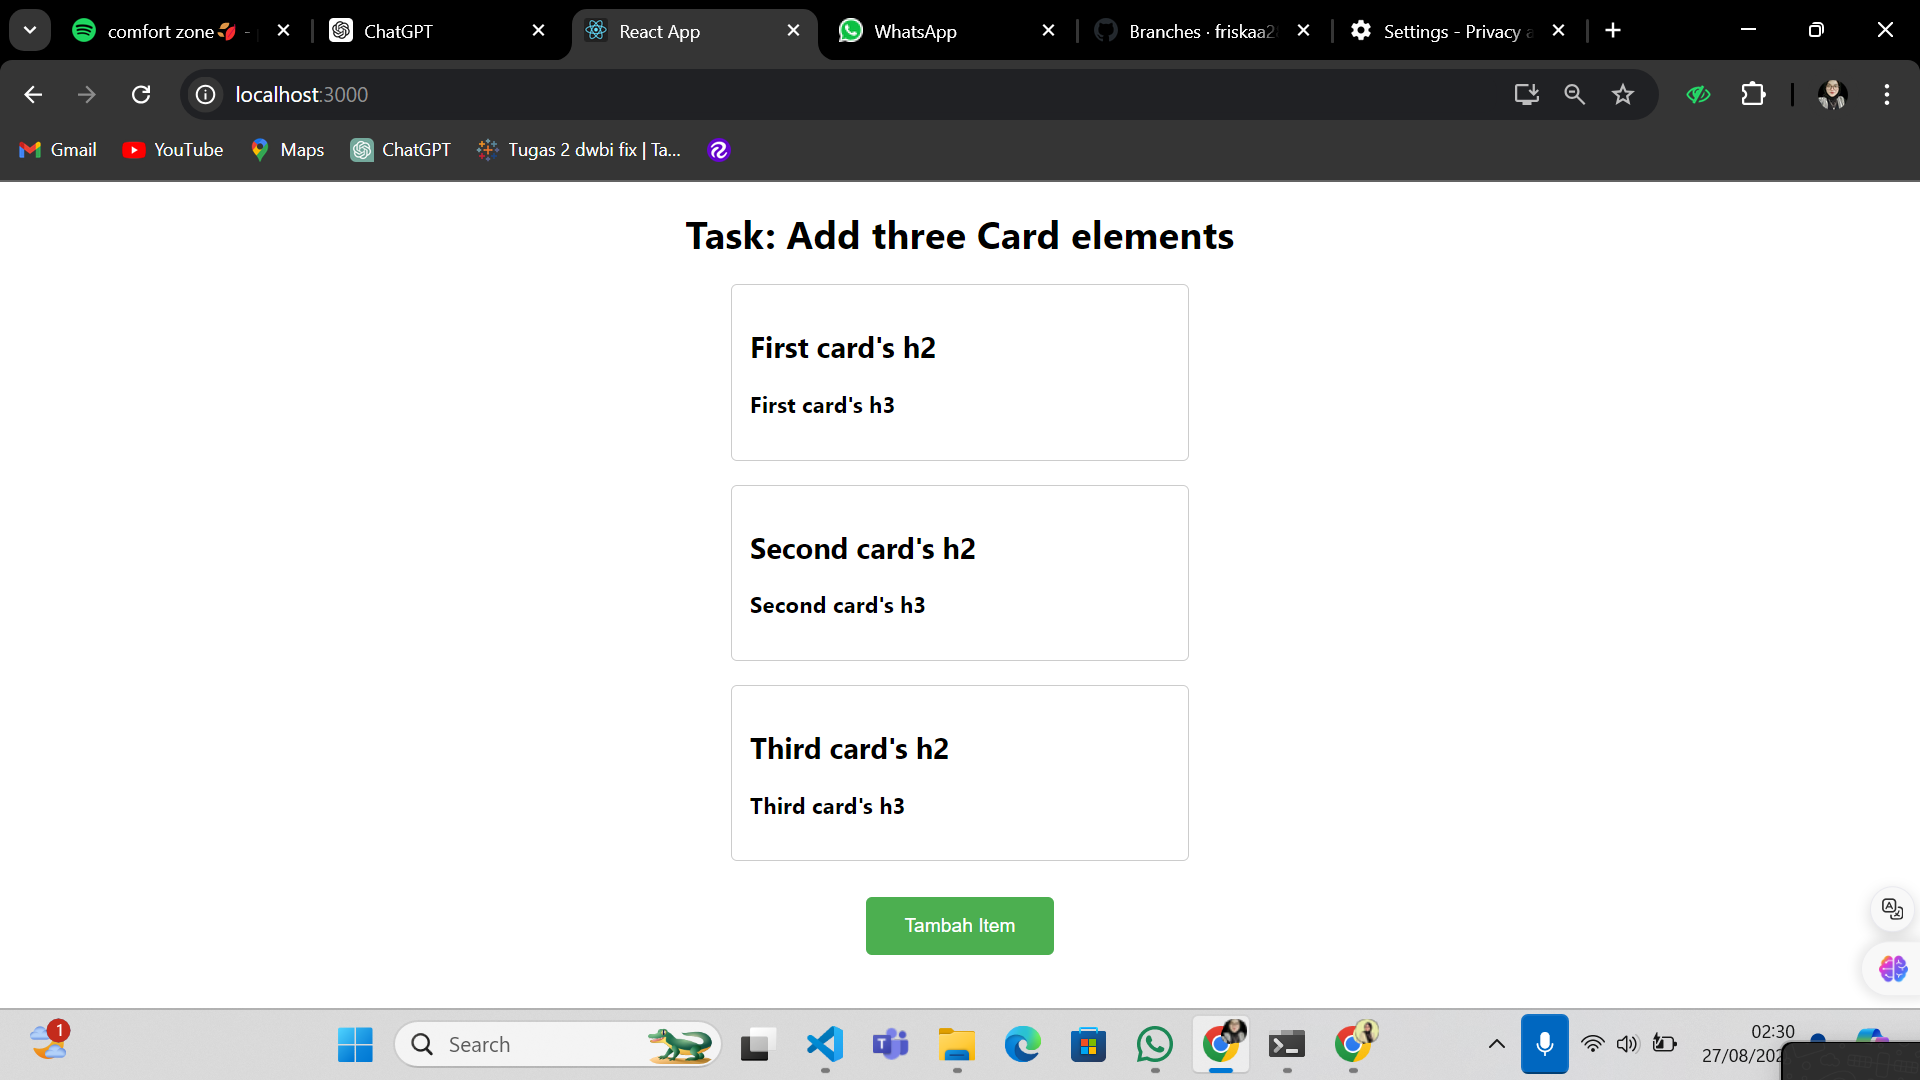 comfort zone🍂 -
ChatGPT
React App
WhatsApp
Branches · friskaa2
Settings - Privacy a
localhost:3000
Gmail
YouTube
Maps
ChatGPT
Tugas 2 dwbi fix | Ta...
Task: Add three Card elements
First card's h2
First card's h3
Second card's h2
Second card's h3
Third card's h2
Third card's h3
Tambah Item
1
Search
02:30
27/08/202